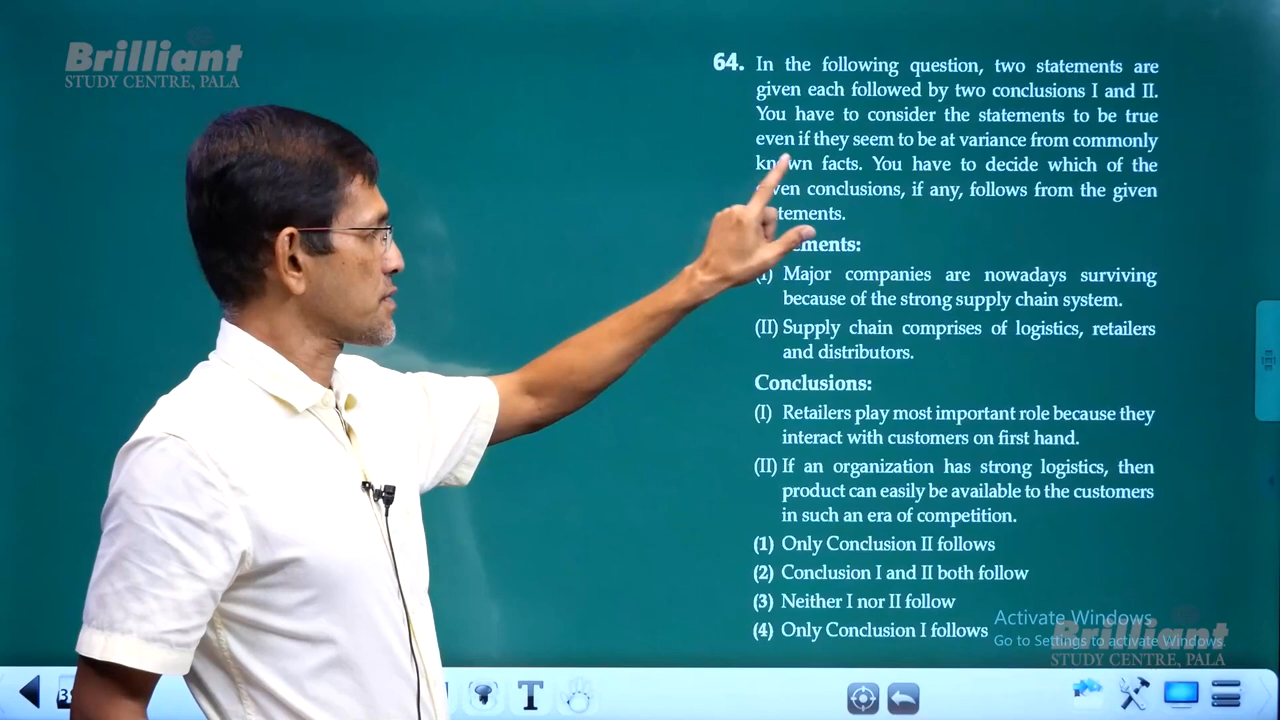 Brilliant
STUDY CENTRE, PALA
64. In the following question, two statements are
given each followed by two conclusions I and II.
You have to consider the statements to be true
even if they seem to be at variance from commonly
facts. You have to decide which of the
conclusions, if any, follows from the given
(I) Major companies are nowadays surviving
because of the strong supply chain system.
(II) Supply chain comprises of logistics, retailers
and distributors.
Conclusions:
(I) Retailers play most important role because they
interact with customers on first hand.
(II) If an organization has strong logistics, then
product can easily be available to the customers
in such an era of competition.
(1) Only Conclusion II follows
(2) Conclusion I and II both follow
(3) Neither I nor II follow
(4) Only Conclusion I follows
Activate Windows
Go to Settings to activate Windows.
Brilliant
STUDY CENTRE, PALA
T